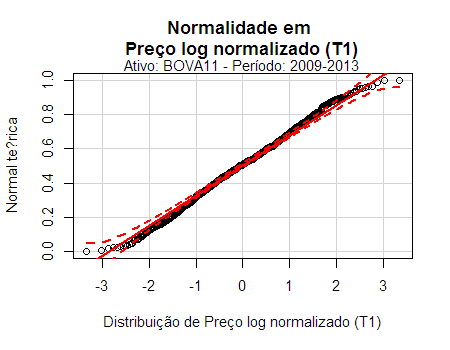 Normalidade em
Preço log normalizado (T1)
Ativo: BOVA11 - Período: 2009-2013
Normal te?rica
1.0
0.8
0.6
0.4
0.2
0.0
-3 -2 -1 0 1 2 3
Distribuição de Preço log normalizado (T1)